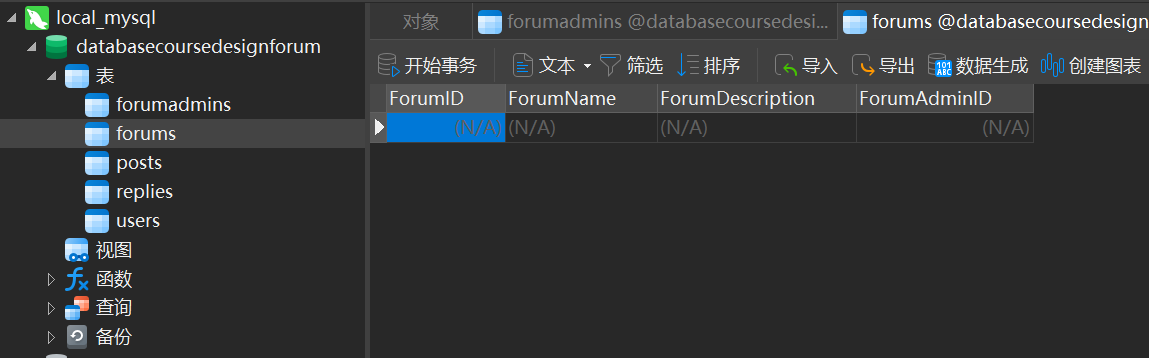 local_mysql
databasecoursedesignforum
表
forumadmins
forums
posts
replies
users
视图
函数
查询
备份
对象
forumadmins @databasecoursedesi...
forums @databasecoursedesign
开始事务 文本 筛选 排序 导入 导出 数据生成 创建图表
ForumID ForumName ForumDescription ForumAdminID
(N/A) (N/A) (N/A) (N/A)